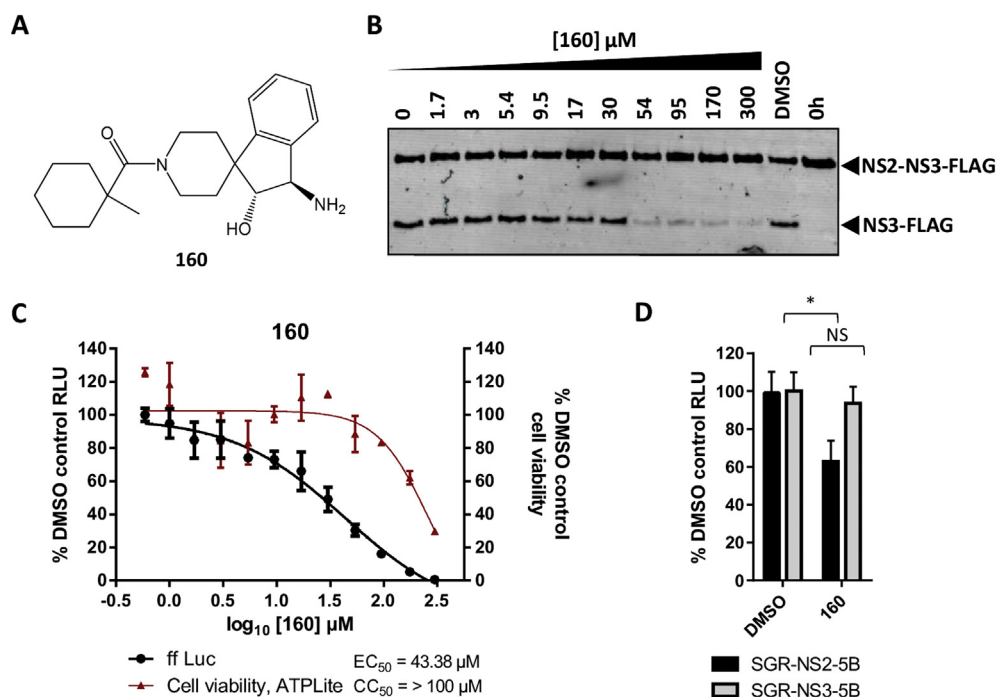 A
O
N
NH₂
HO
160
B
[160] µM
0 1.7 3 5.4 9.5 17 30 54 95 170 300 DMSO 0h
NS2-NS3-FLAG
NS3-FLAG
C
160
140 120 100 80 60 40 20 0
% DMSO control RLU
140 120 100 80 60 40 20 0
% DMSO control
cell viability
-0.5 0.0 0.5 1.0 1.5 2.0 2.5
log₁₀ [160] µM
ff Luc EC₅₀ = 43.38 µM
Cell viability, ATPLite CC₅₀ = > 100 µM
D
*
NS
120 100 80 60 40 20 0
% DMSO control RLU
DMSO 160
SGR-NS2-5B
SGR-NS3-5B